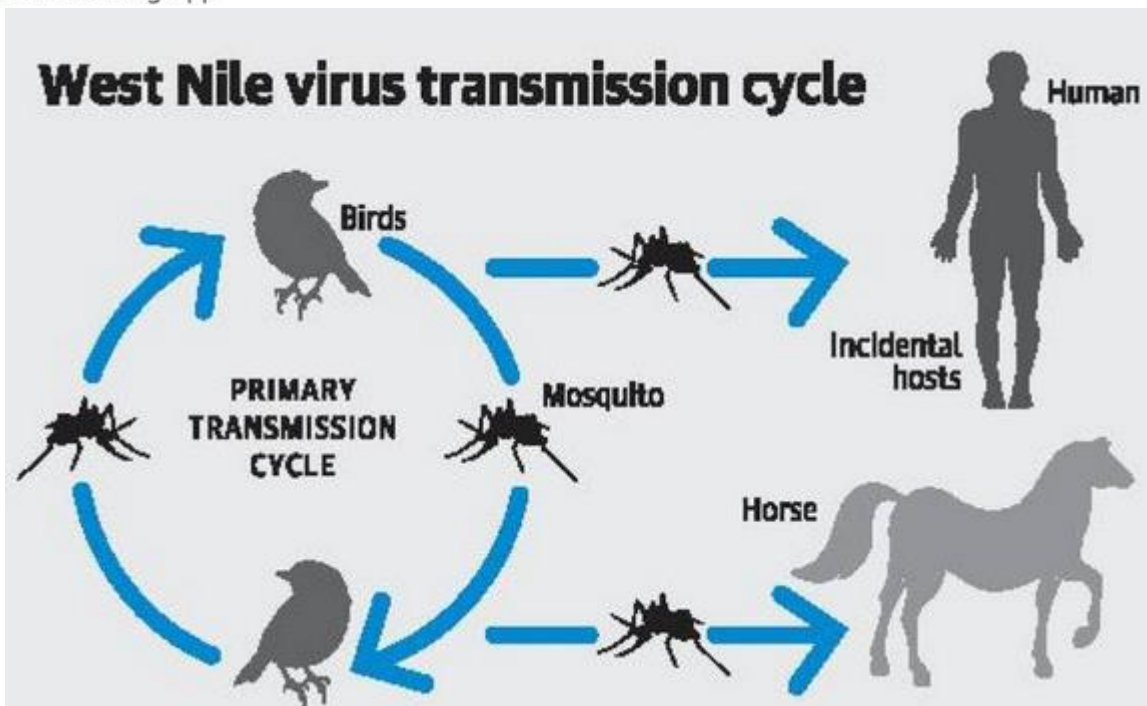 West Nile virus transmission cycle
Human
Birds
Incidental
hosts
PRIMARY
TRANSMISSION
CYCLE
Mosquito
Horse